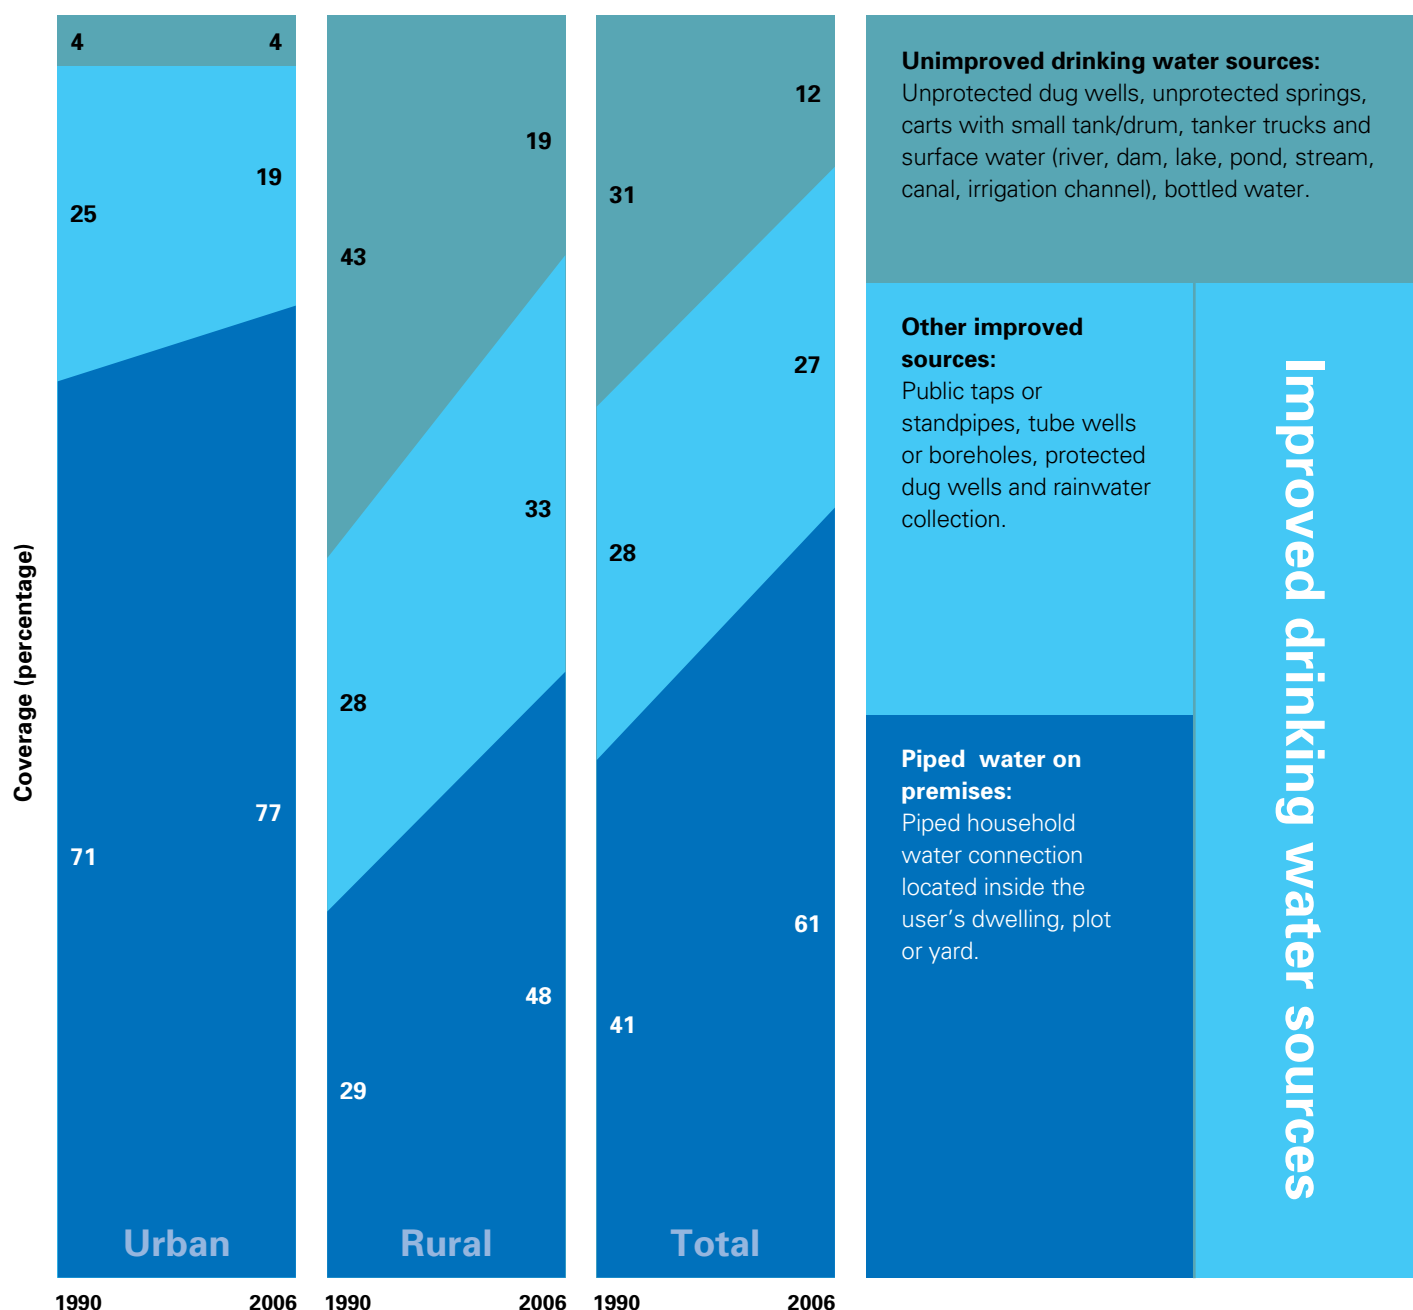 Coverage (percentage)
4 4
25 19
71 77
Urban
1990 2006
43 19
28 33
29 48
Rural
1990 2006
31 12
28 27
41 61
Total
1990 2006
Unimproved drinking water sources:
Unprotected dug wells, unprotected springs,
carts with small tank/drum, tanker trucks and
surface water (river, dam, lake, pond, stream,
canal, irrigation channel), bottled water.
Other improved
sources:
Public taps or
standpipes, tube wells
or boreholes, protected
dug wells and rainwater
collection.
Piped water on
premises:
Piped household
water connection
located inside the
user’s dwelling, plot
or yard.
Improved drinking water sources